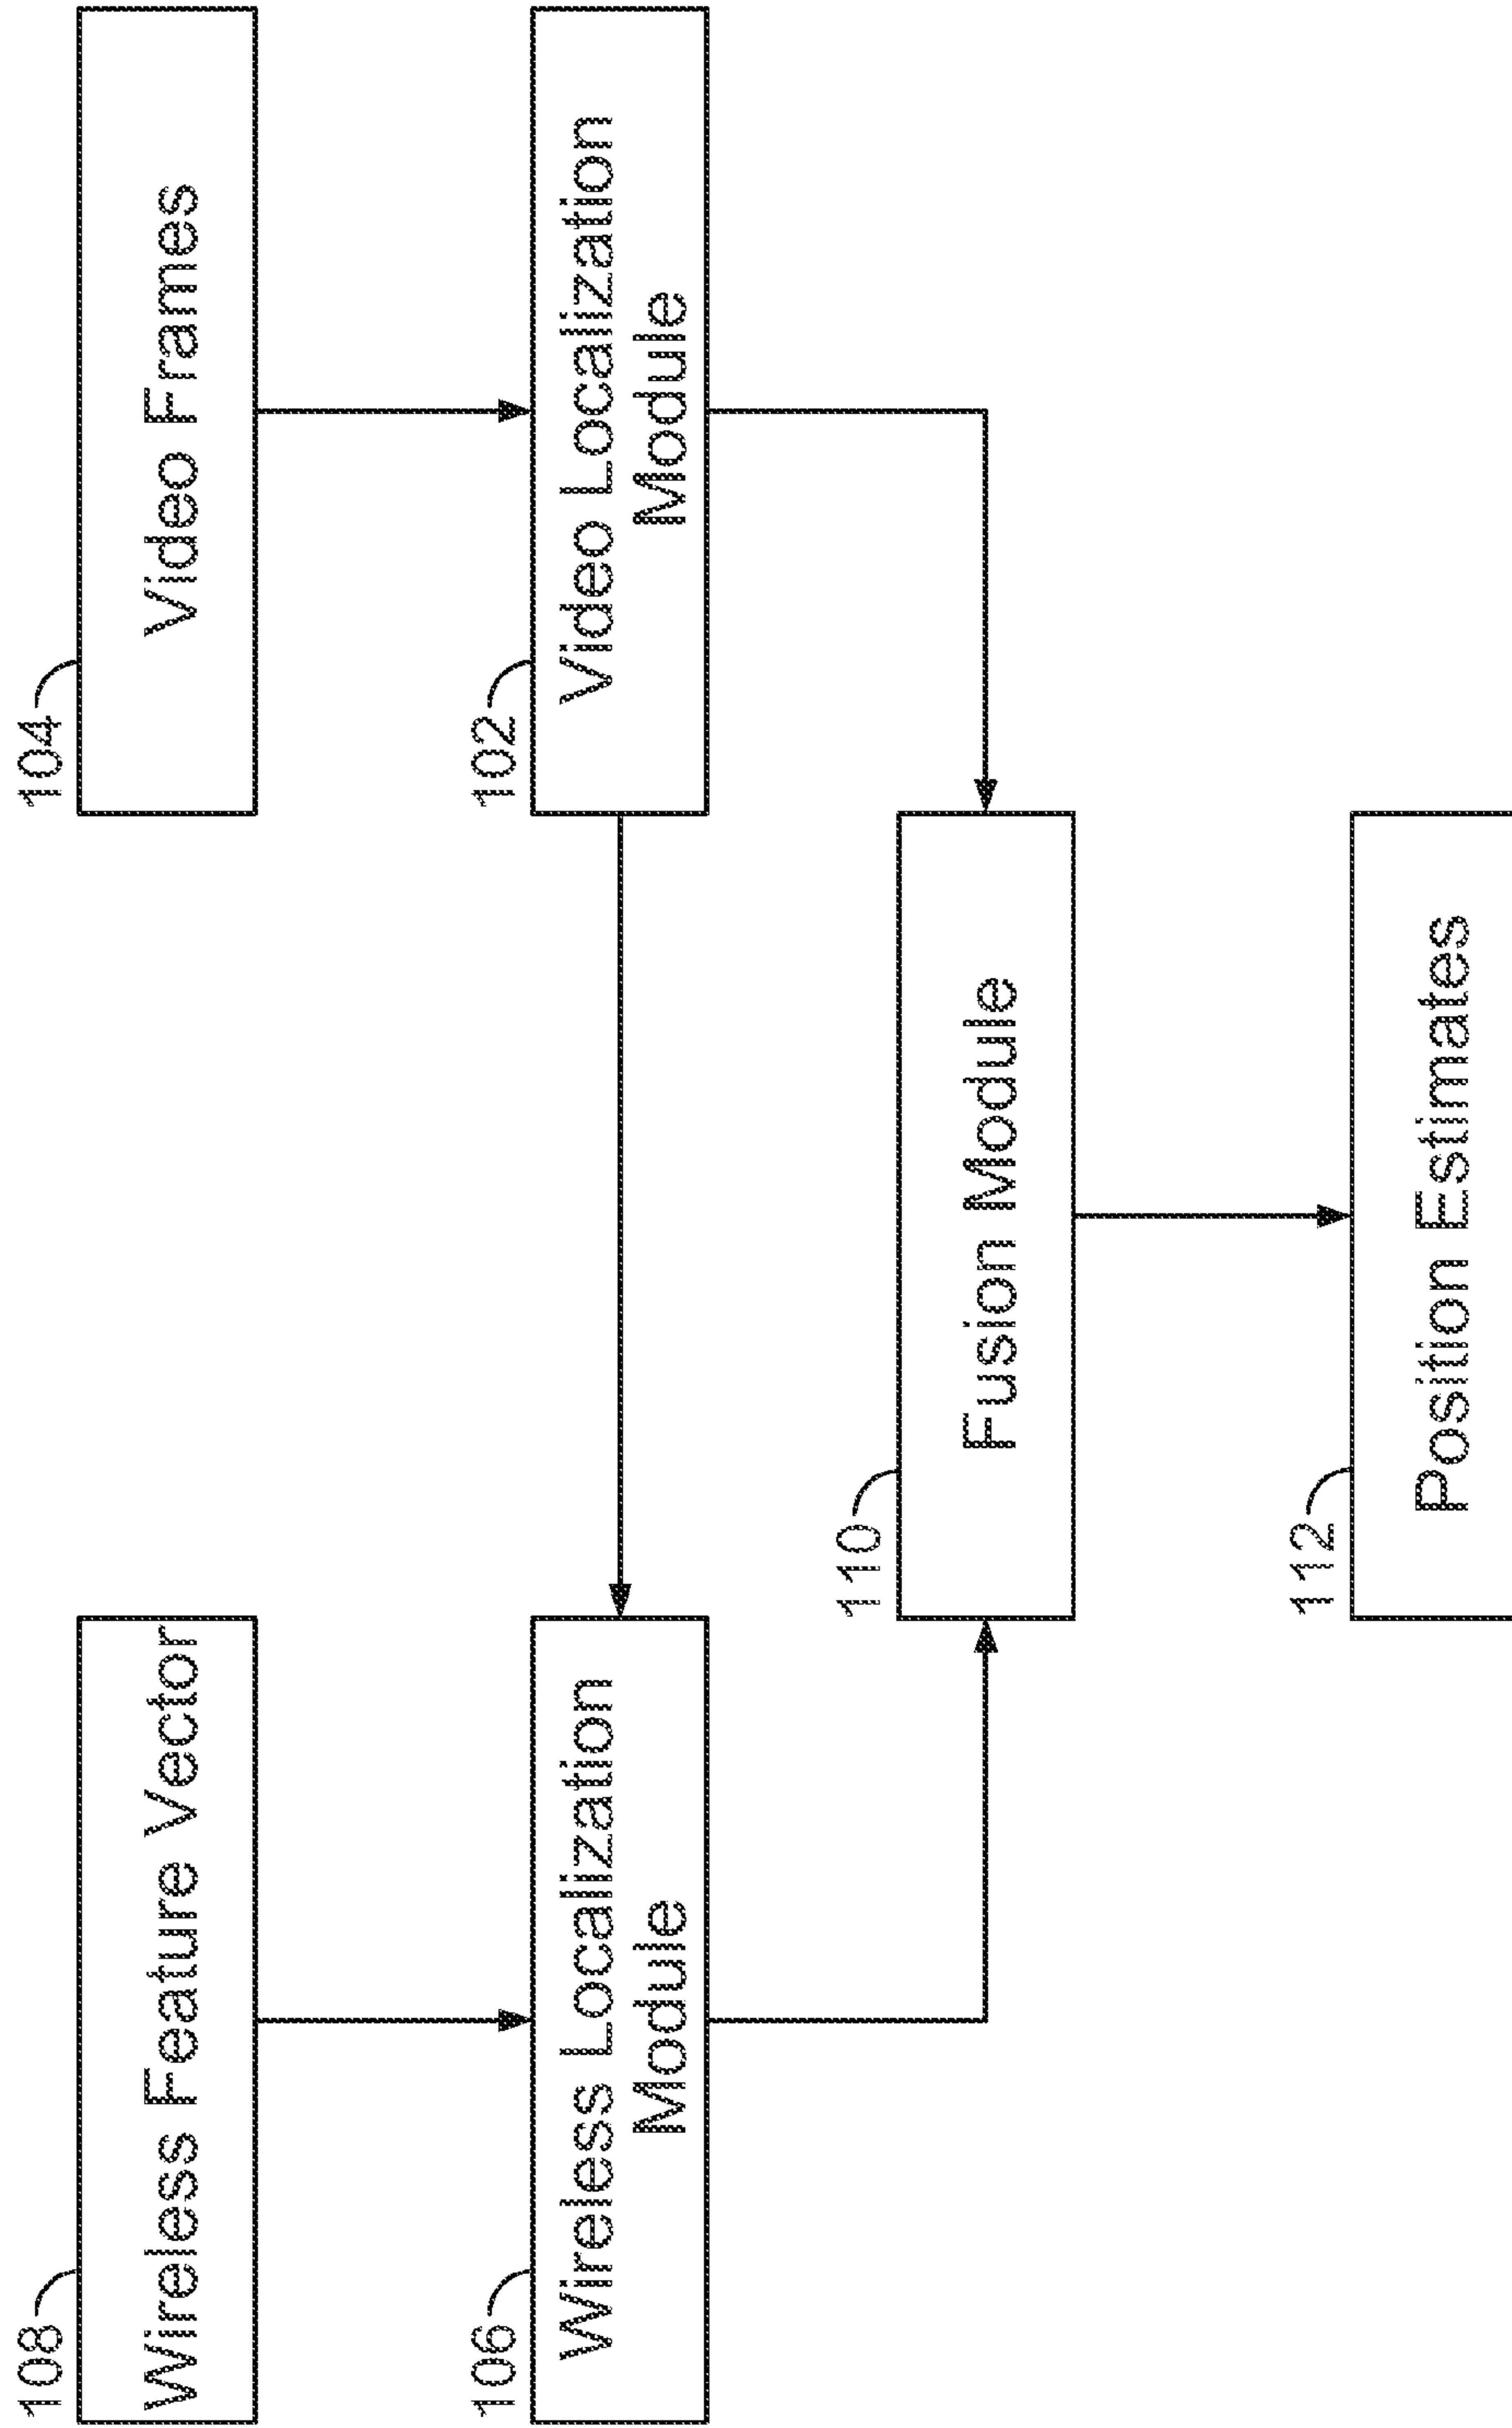 108
Wireless Feature Vector
104
Video Frames
106
Wireless Localization
Module
102
Video Localization
Module
110
Fusion Module
112
Position Estimates